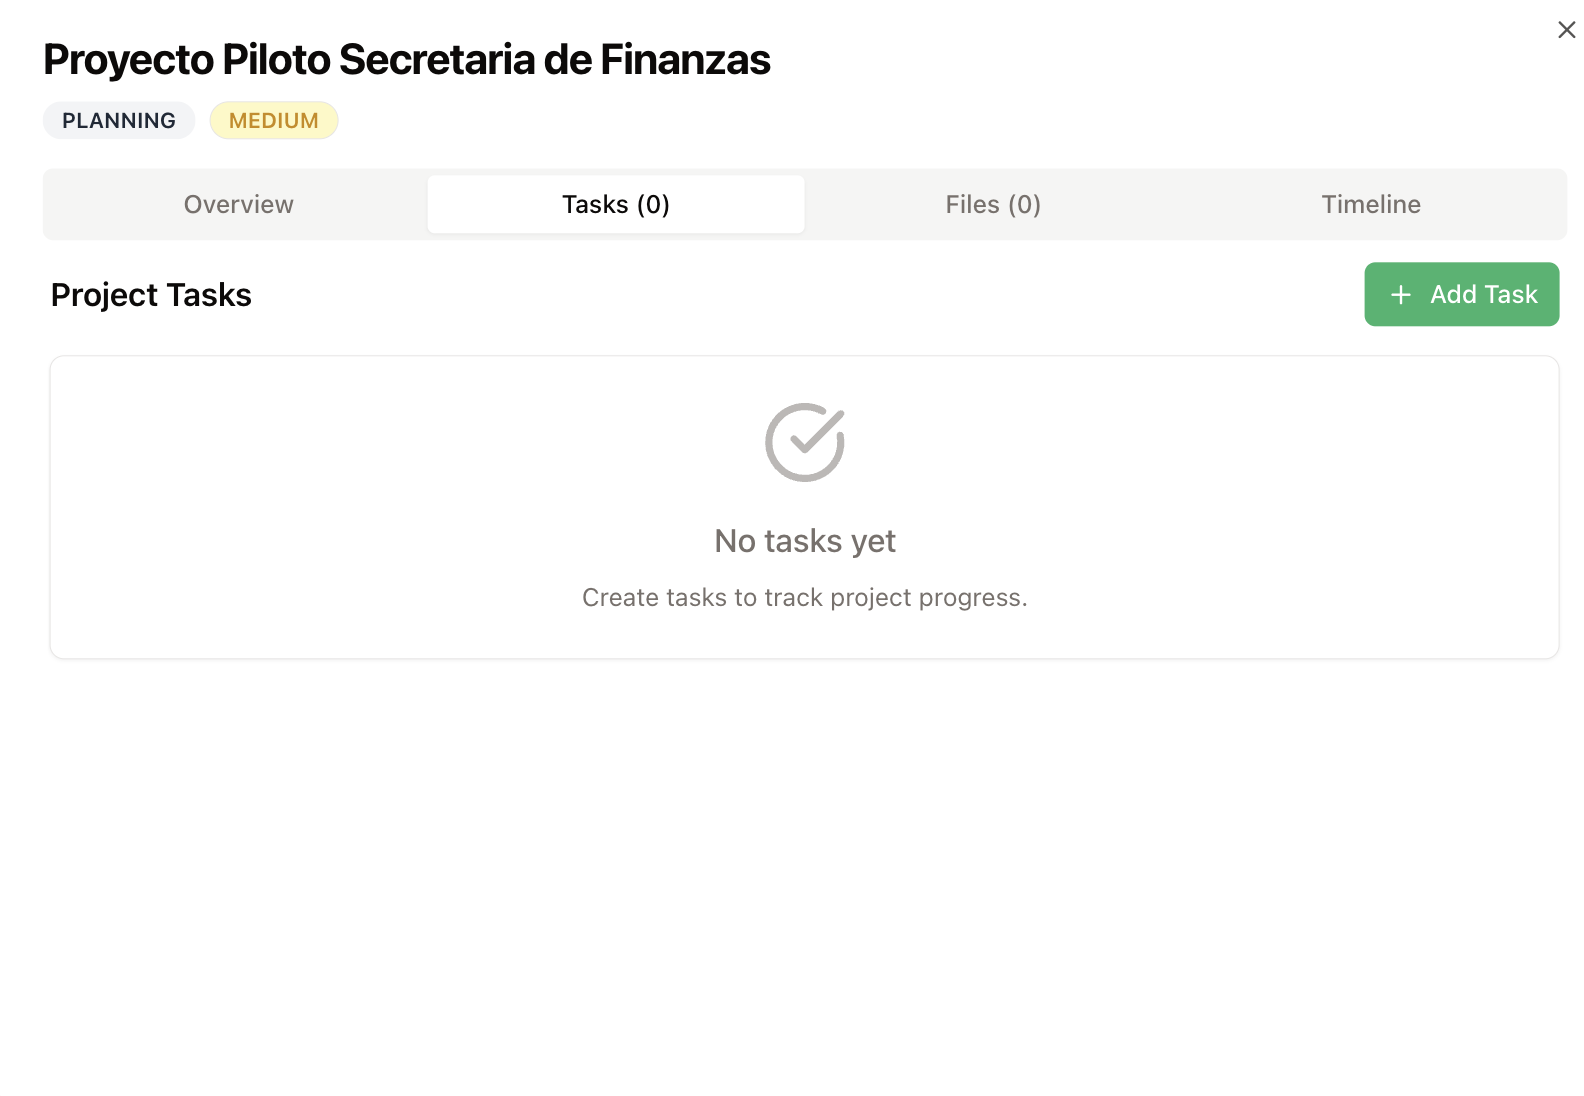 Proyecto Piloto Secretaria de Finanzas
PLANNING MEDIUM
Overview Tasks (0) Files (0) Timeline
Project Tasks
Add Task
No tasks yet
Create tasks to track project progress.